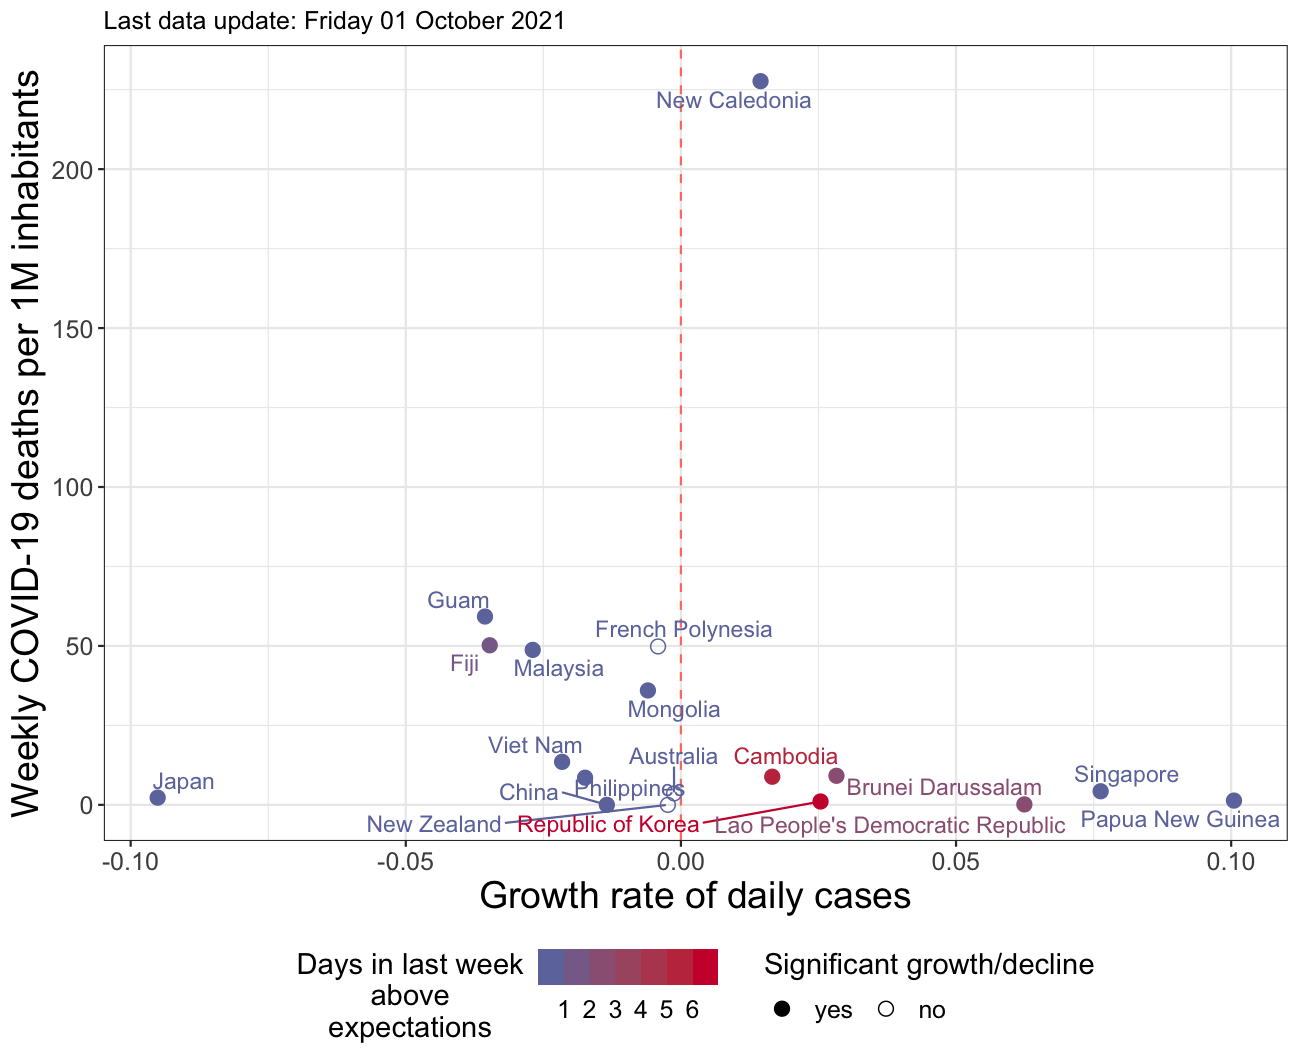 Last data update: Friday 01 October 2021
Weekly COVID-19 deaths per 1M inhabitants
200
150
100
50
0
New Caledonia
Guam
French Polynesia
Fiji
Malaysia
Mongolia
Viet Nam
Australia
Cambodia
Japan
China
Philippines
Brunei Darussalam
Singapore
New Zealand
Republic of Korea
Lao People's Democratic Republic
Papua New Guinea
-0.10
-0.05
0.00
0.05
0.10
Growth rate of daily cases
Days in last week
above
expectations
1 2 3 4 5 6
Significant growth/decline
yes
no